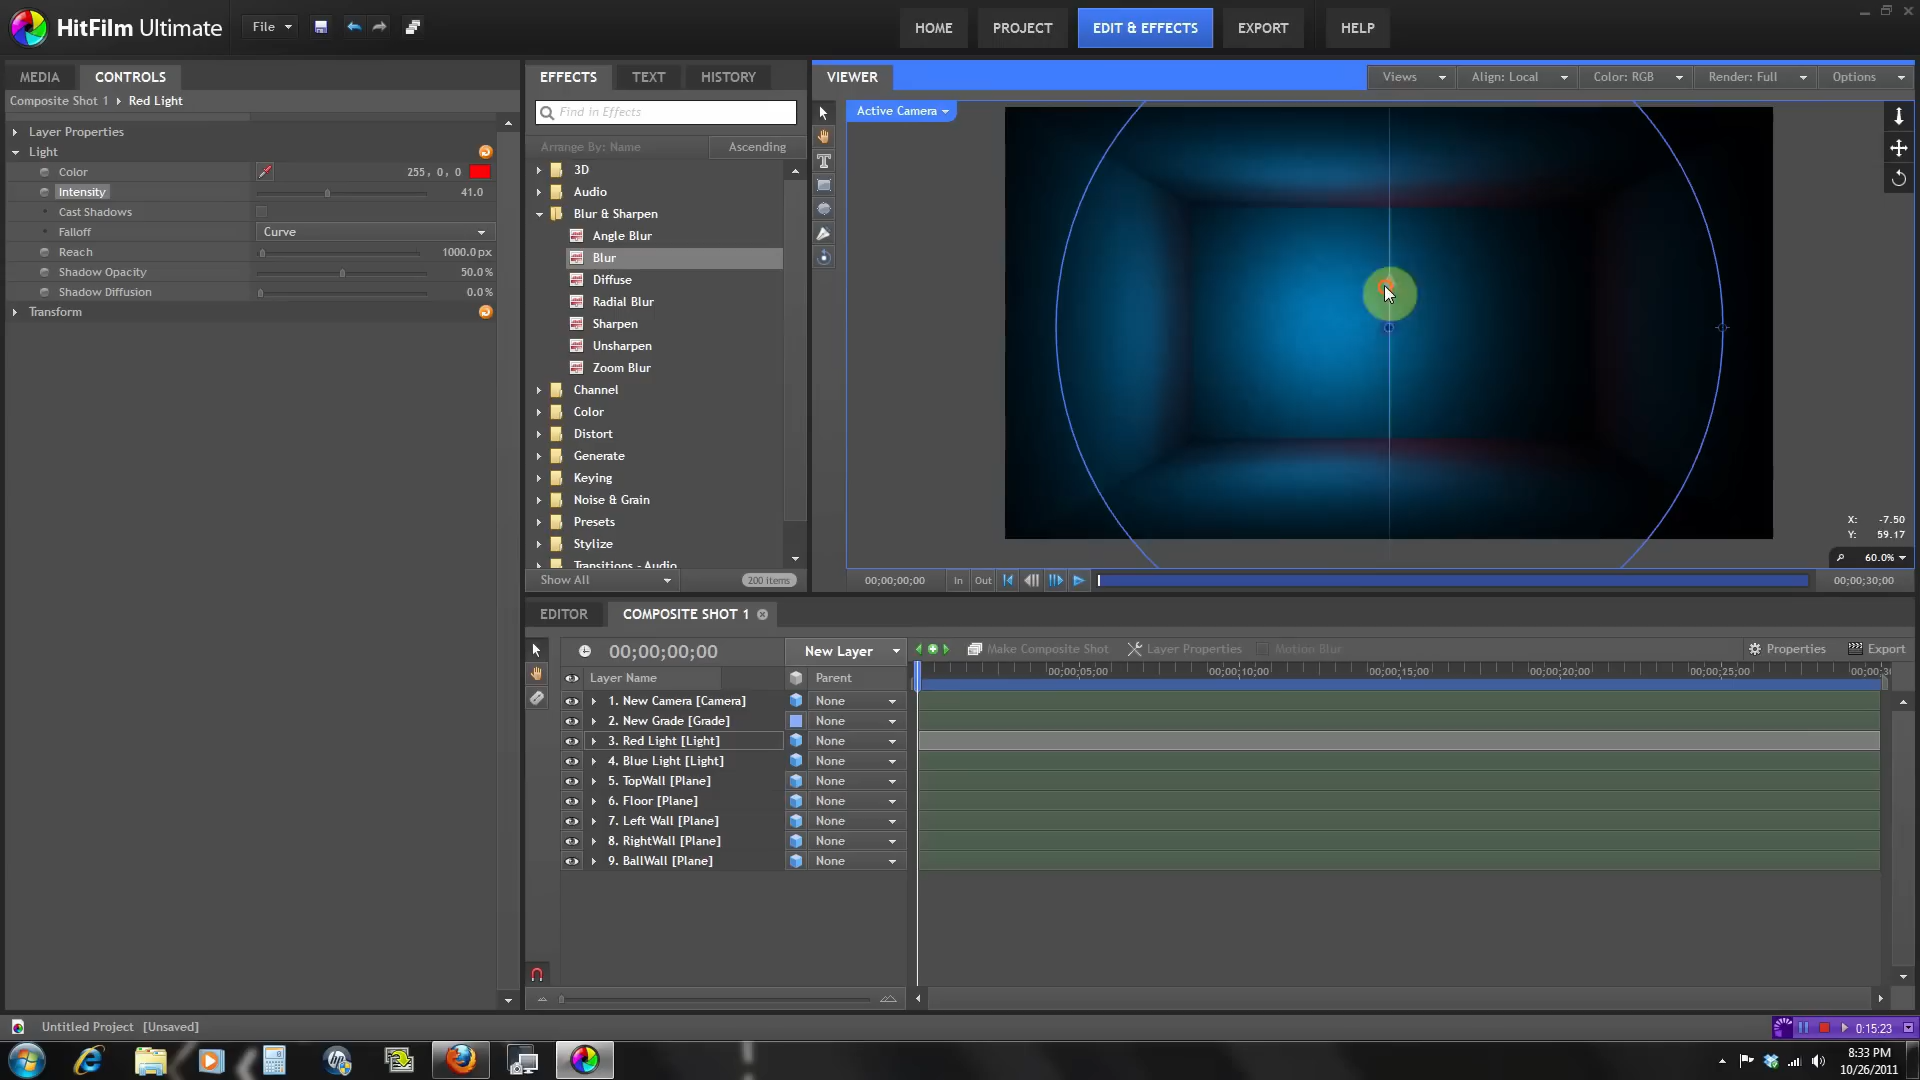 HitFilm Ultimate
File
HOME
PROJECT
EDIT & EFFECTS
EXPORT
HELP
MEDIA
CONTROLS
Composite Shot 1 Red Light
Layer Properties
Light
Color 255, 0, 0
Intensity 41.0
Cast Shadows
Falloff Curve
Reach 1000.0 px
Shadow Opacity 50.0%
Shadow Diffusion 0.0%
Transform
EFFECTS
TEXT
HISTORY
Find in Effects
Arrange By: Name
Ascending
3D
Audio
Blur & Sharpen
Angle Blur
Blur
Diffuse
Radial Blur
Sharpen
Unsharpen
Zoom Blur
Channel
Color
Distort
Generate
Keying
Noise & Grain
Presets
Stylize
Transitions - Audio
Show All
200 items
VIEWER
Views
Align: Local
Color: RGB
Render: Full
Options
Active Camera
X: -7.50
Y: 59.17
60.0%
00;00;00;00
In
Out
00;00;30;00
EDITOR
COMPOSITE SHOT 1
00;00;00;00
New Layer
Make Composite Shot
Layer Properties
Motion Blur
Properties
Export
Layer Name
Parent
00;00;05;00
00;00;10;00
00;00;15;00
00;00;20;00
00;00;25;00
00;00;3
1. New Camera [Camera] None
2. New Grade [Grade] None
3. Red Light [Light] None
4. Blue Light [Light] None
5. TopWall [Plane] None
6. Floor [Plane] None
7. Left Wall [Plane] None
8. RightWall [Plane] None
9. BallWall [Plane] None
Untitled Project [Unsaved]
0:15:23
8:33 PM
10/26/2011